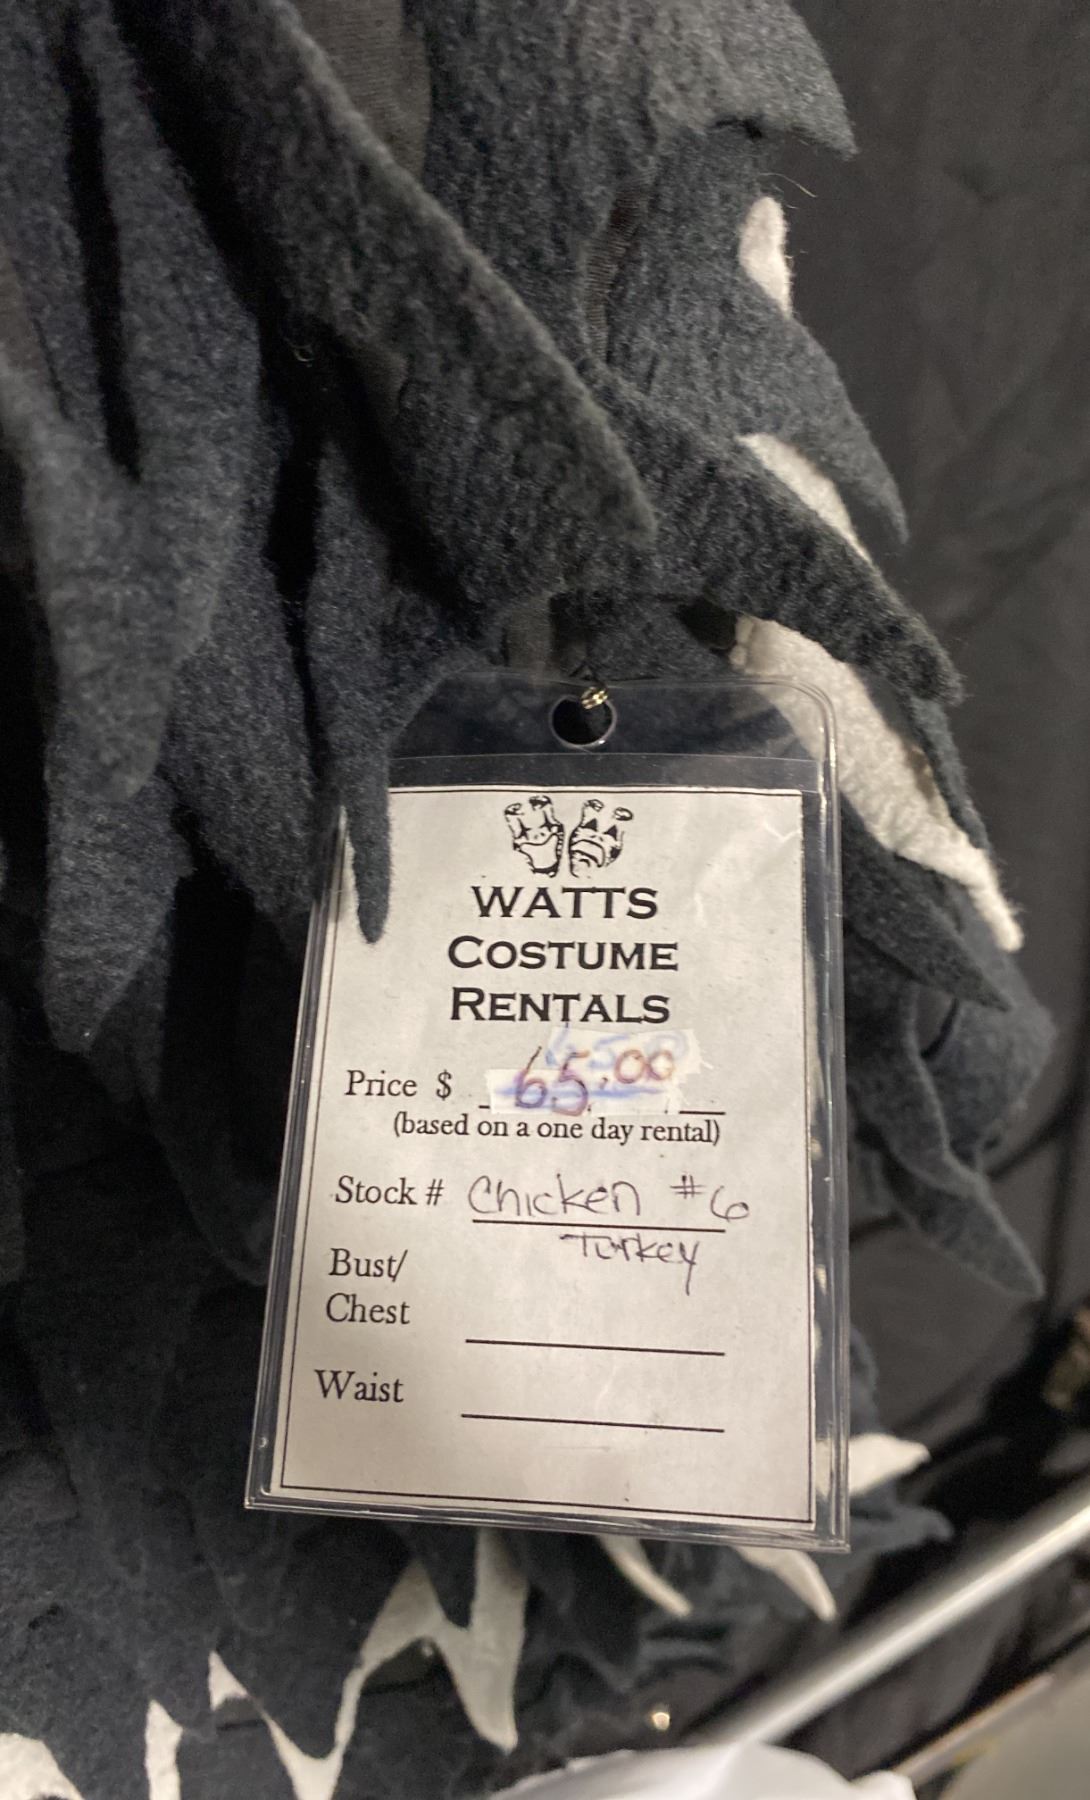 WATTS
COSTUME
RENTALS
Price $ 65.00
(based on a one day rental)
Stock # Chicken #6
Turkey
Bust/
Chest
Waist